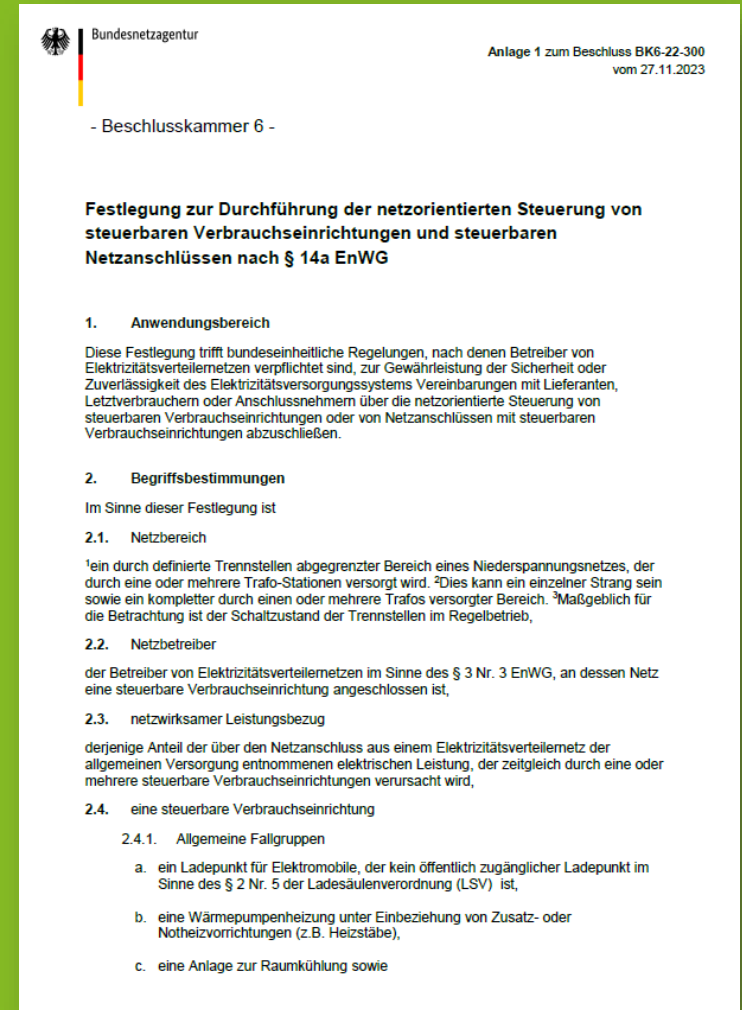 Bundesnetzagentur
Anlage 1 zum Beschluss BK6-22-300
vom 27.11.2023
- Beschlusskammer 6 -
Festlegung zur Durchführung der netzorientierten Steuerung von
steuerbaren Verbrauchseinrichtungen und steuerbaren
Netzanschlüssen nach § 14a EnWG
1. Anwendungsbereich
Diese Festlegung trifft bundeseinheitliche Regelungen, nach denen Betreiber von
Elektrizitätsverteilernetzen verpflichtet sind, zur Gewährleistung der Sicherheit oder
Zuverlässigkeit des Elektrizitätsversorgungssystems Vereinbarungen mit Lieferanten,
Letztverbrauchern oder Anschlussnehmern über die netzorientierte Steuerung von
steuerbaren Verbrauchseinrichtungen oder von Netzanschlüssen mit steuerbaren
Verbrauchseinrichtungen abzuschließen.
2. Begriffsbestimmungen
Im Sinne dieser Festlegung ist
2.1. Netzbereich
¹ein durch definierte Trennstellen abgegrenzter Bereich eines Niederspannungsnetzes, der
durch eine oder mehrere Trafo-Stationen versorgt wird. ²Dies kann ein einzelner Strang sein
sowie ein kompletter durch einen oder mehrere Trafos versorgter Bereich. ³Maßgeblich für
die Betrachtung ist der Schaltzustand der Trennstellen im Regelbetrieb,
2.2. Netzbetreiber
der Betreiber von Elektrizitätsverteilernetzen im Sinne des § 3 Nr. 3 EnWG, an dessen Netz
eine steuerbare Verbrauchseinrichtung angeschlossen ist,
2.3. netzwirksamer Leistungsbezug
derjenige Anteil der über den Netzanschluss aus einem Elektrizitätsverteilernetz der
allgemeinen Versorgung entnommenen elektrischen Leistung, der zeitgleich durch eine oder
mehrere steuerbare Verbrauchseinrichtungen verursacht wird,
2.4. eine steuerbare Verbrauchseinrichtung
2.4.1. Allgemeine Fallgruppen
a. ein Ladepunkt für Elektromobile, der kein öffentlich zugänglicher Ladepunkt im
Sinne des § 2 Nr. 5 der Ladesäulenverordnung (LSV) ist,
b. eine Wärmepumpenheizung unter Einbeziehung von Zusatz- oder
Notheizvorrichtungen (z.B. Heizstäbe),
c. eine Anlage zur Raumkühlung sowie